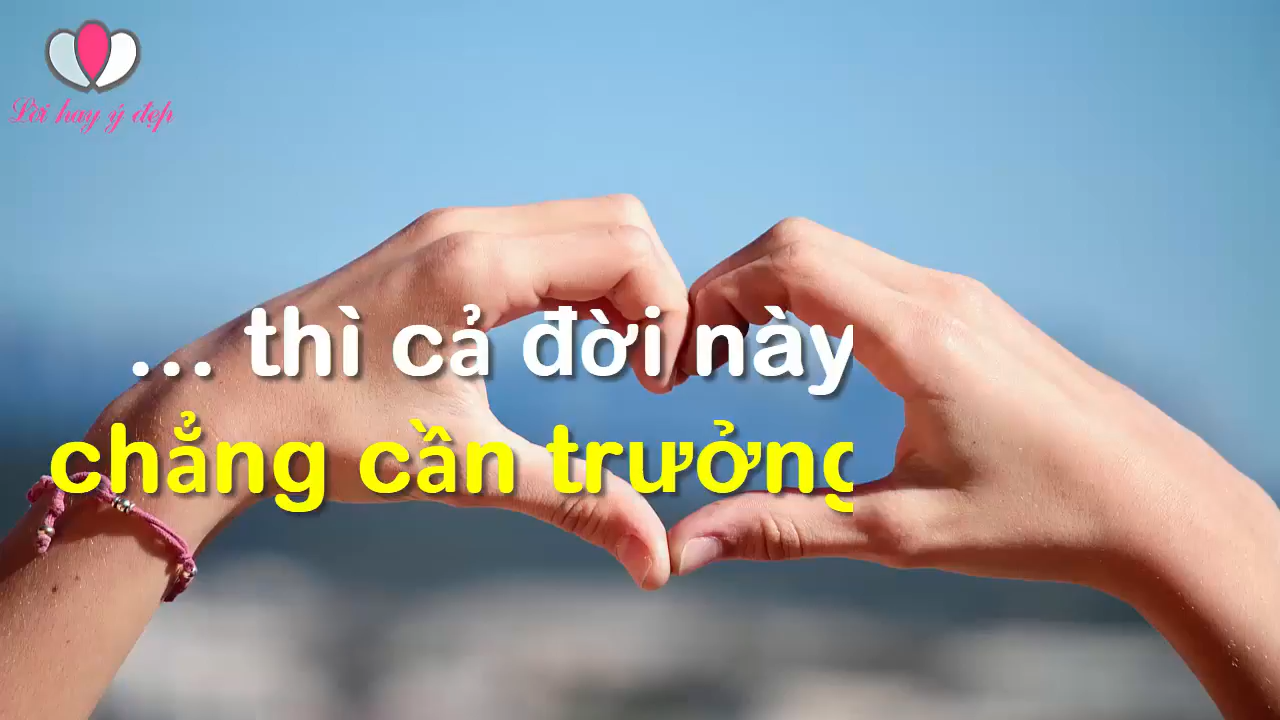 Lời hay ý đẹp
... thì cả đời này
chẳng cần trưởng